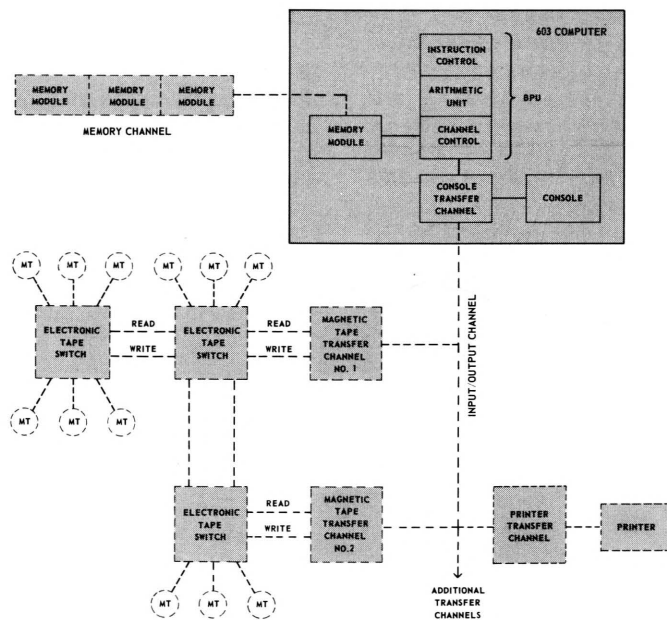 603 COMPUTER
INSTRUCTION
CONTROL
ARITHMETIC
UNIT
CHANNEL
CONTROL
BPU
MEMORY
MODULE
MEMORY
MODULE
MEMORY
MODULE
MEMORY CHANNEL
MEMORY
MODULE
CONSOLE
TRANSFER
CHANNEL
CONSOLE
MT
MT
MT
MT
MT
MT
ELECTRONIC
TAPE
SWITCH
READ
WRITE
ELECTRONIC
TAPE
SWITCH
READ
WRITE
MAGNETIC
TAPE
TRANSFER
CHANNEL
NO. 1
INPUT/OUTPUT CHANNEL
MT
MT
MT
ELECTRONIC
TAPE
SWITCH
READ
WRITE
MAGNETIC
TAPE
TRANSFER
CHANNEL
NO.2
PRINTER
TRANSFER
CHANNEL
PRINTER
MT
MT
MT
ADDITIONAL
TRANSFER
CHANNELS